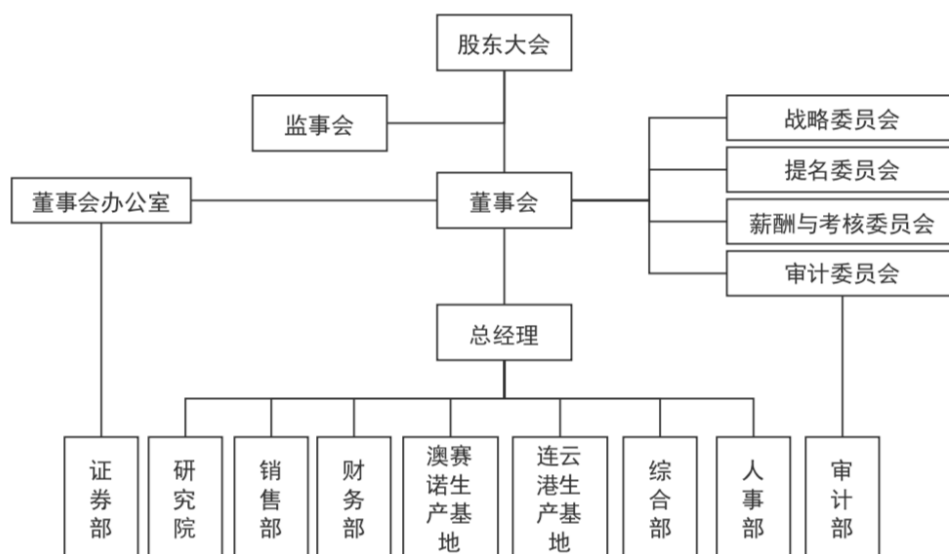 股东大会
监事会
战略委员会
提名委员会
董事会办公室
董事会
薪酬与考核委员会
审计委员会
总经理
证券部
研究院
销售部
财务部
澳赛诺生产基地
连云港生产基地
综合部
人事部
审计部